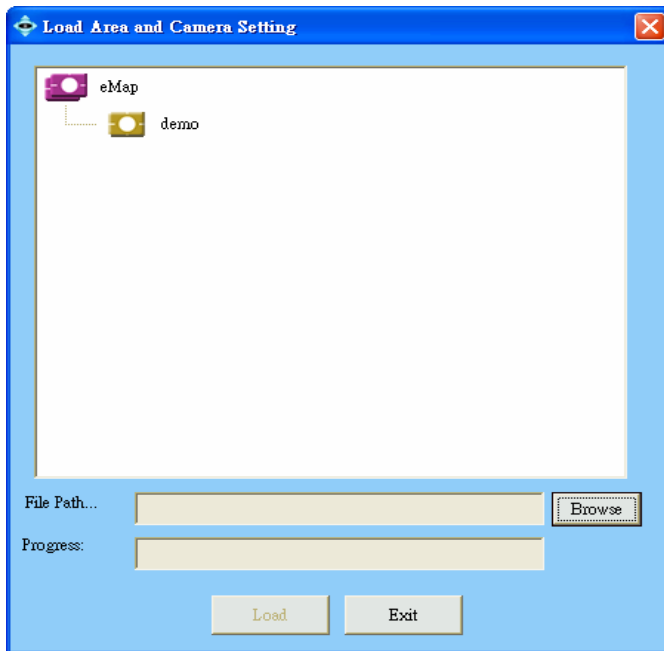 Load Area and Camera Setting
eMap
demo
File Path...
Browse
Progress:
Load
Exit